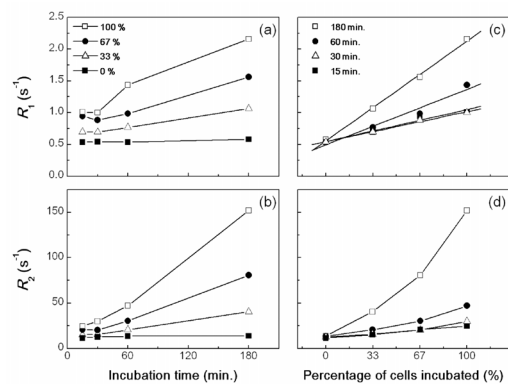 (a)
100 %
67 %
33 %
0 %
2.5
2.0
1.5
1.0
0.5
0.0
R₁ (s⁻¹)
(c)
180 min.
60 min.
30 min.
15 min.
(b)
150
100
50
0
R₂ (s⁻¹)
0 60 120 180
Incubation time (min.)
(d)
0 33 67 100
Percentage of cells incubated (%)